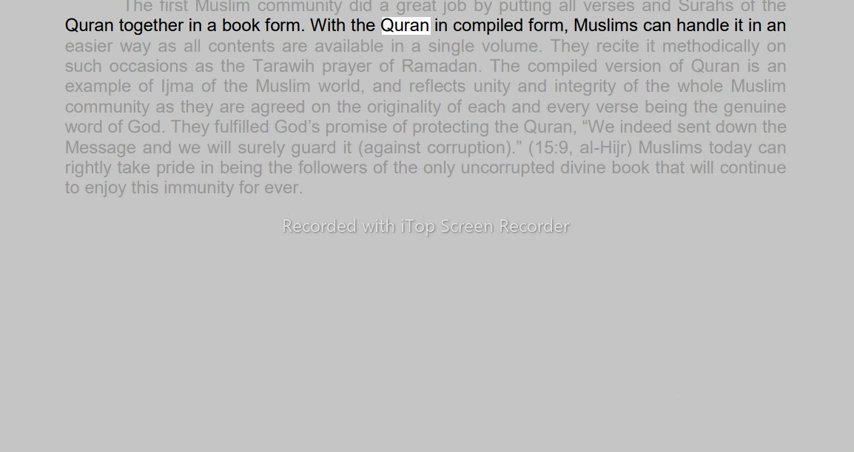 The first Muslim community did a great job by putting all verses and Surahs of the
Quran together in a book form. With the Quran in compiled form, Muslims can handle it in an
easier way as all contents are available in a single volume. They recite it methodically on
such occasions as the Tarawih prayer of Ramadan. The compiled version of Quran is an
example of Ijma of the Muslim world, and reflects unity and integrity of the whole Muslim
community as they are agreed on the originality of each and every verse being the genuine
word of God. They fulfilled God’s promise of protecting the Quran, “We indeed sent down the
Message and we will surely guard it (against corruption).” (15:9, al-Hijr) Muslims today can
rightly take pride in being the followers of the only uncorrupted divine book that will continue
to enjoy this immunity for ever.
Recorded with iTop Screen Recorder